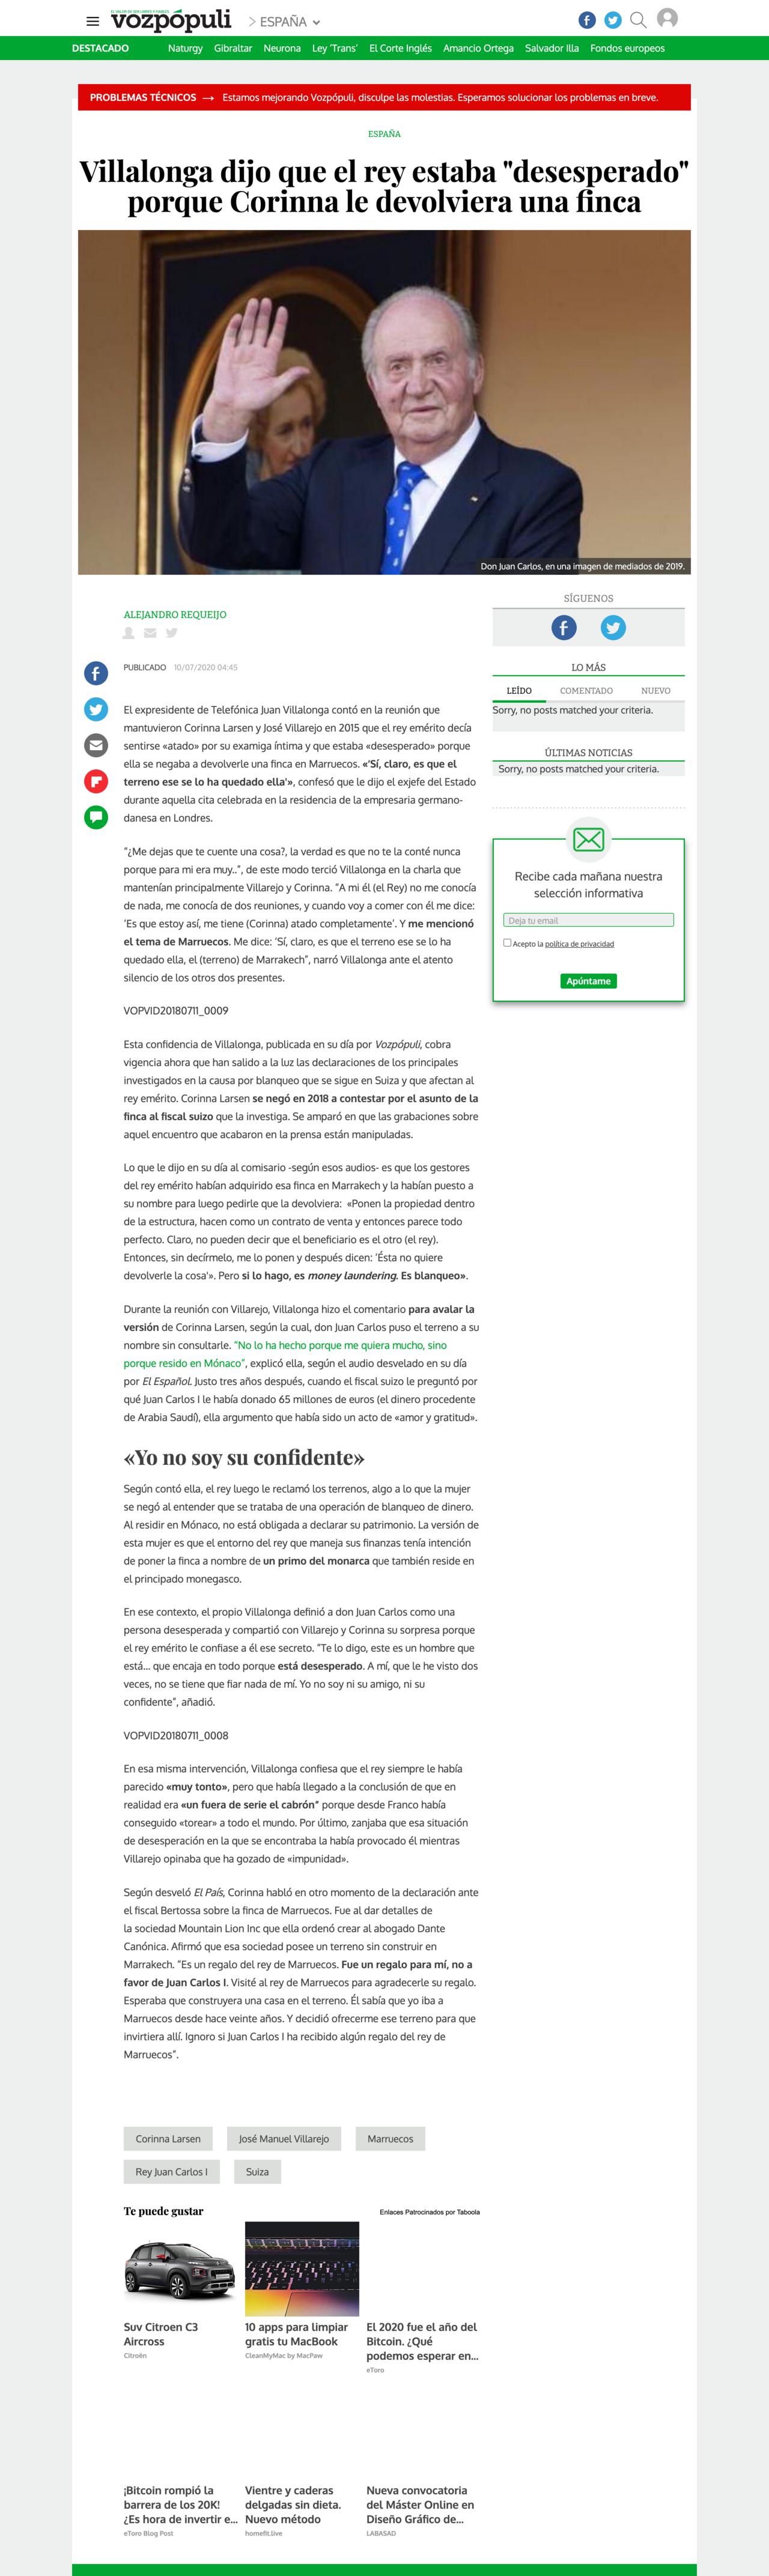 EL VALOR DE SER LIBRES Y FIABLES
vozpópuli
ESPAÑA
DESTACADO Naturgy Gibraltar Neurona Ley ‘Trans’ El Corte Inglés Amancio Ortega Salvador Illa Fondos europeos
PROBLEMAS TÉCNICOS → Estamos mejorando Vozpópuli, disculpe las molestias. Esperamos solucionar los problemas en breve.
ESPAÑA
Villalonga dijo que el rey estaba "desesperado"
porque Corinna le devolviera una finca
Don Juan Carlos, en una imagen de mediados de 2019.
ALEJANDRO REQUEIJO
PUBLICADO 10/07/2020 04:45
El expresidente de Telefónica Juan Villalonga contó en la reunión que
mantuvieron Corinna Larsen y José Villarejo en 2015 que el rey emérito decía
sentirse «atado» por su examiga íntima y que estaba «desesperado» porque
ella se negaba a devolverle una finca en Marruecos. «'Sí, claro, es que el
terreno ese se lo ha quedado ella'», confesó que le dijo el exjefe del Estado
durante aquella cita celebrada en la residencia de la empresaria germano-
danesa en Londres.
“¿Me dejas que te cuente una cosa?, la verdad es que no te la conté nunca
porque para mi era muy..”, de este modo terció Villalonga en la charla que
mantenían principalmente Villarejo y Corinna. “A mi él (el Rey) no me conocía
de nada, me conocía de dos reuniones, y cuando voy a comer con él me dice:
‘Es que estoy así, me tiene (Corinna) atado completamente’. Y me mencionó
el tema de Marruecos. Me dice: ‘Sí, claro, es que el terreno ese se lo ha
quedado ella, el (terreno) de Marrakech”, narró Villalonga ante el atento
silencio de los otros dos presentes.
VOPVID20180711_0009
Esta confidencia de Villalonga, publicada en su día por Vozpópuli, cobra
vigencia ahora que han salido a la luz las declaraciones de los principales
investigados en la causa por blanqueo que se sigue en Suiza y que afectan al
rey emérito. Corinna Larsen se negó en 2018 a contestar por el asunto de la
finca al fiscal suizo que la investiga. Se amparó en que las grabaciones sobre
aquel encuentro que acabaron en la prensa están manipuladas.
Lo que le dijo en su día al comisario -según esos audios- es que los gestores
del rey emérito habían adquirido esa finca en Marrakech y la habían puesto a
su nombre para luego pedirle que la devolviera: «Ponen la propiedad dentro
de la estructura, hacen como un contrato de venta y entonces parece todo
perfecto. Claro, no pueden decir que el beneficiario es el otro (el rey).
Entonces, sin decírmelo, me lo ponen y después dicen: ‘Ésta no quiere
devolverle la cosa'». Pero si lo hago, es money laundering. Es blanqueo».
Durante la reunión con Villarejo, Villalonga hizo el comentario para avalar la
versión de Corinna Larsen, según la cual, don Juan Carlos puso el terreno a su
nombre sin consultarle. “No lo ha hecho porque me quiera mucho, sino
porque resido en Mónaco”, explicó ella, según el audio desvelado en su día
por El Español. Justo tres años después, cuando el fiscal suizo le preguntó por
qué Juan Carlos I le había donado 65 millones de euros (el dinero procedente
de Arabia Saudí), ella argumento que había sido un acto de «amor y gratitud».
«Yo no soy su confidente»
Según contó ella, el rey luego le reclamó los terrenos, algo a lo que la mujer
se negó al entender que se trataba de una operación de blanqueo de dinero.
Al residir en Mónaco, no está obligada a declarar su patrimonio. La versión de
esta mujer es que el entorno del rey que maneja sus finanzas tenía intención
de poner la finca a nombre de un primo del monarca que también reside en
el principado monegasco.
En ese contexto, el propio Villalonga definió a don Juan Carlos como una
persona desesperada y compartió con Villarejo y Corinna su sorpresa porque
el rey emérito le confiase a él ese secreto. “Te lo digo, este es un hombre que
está... que encaja en todo porque está desesperado. A mí, que le he visto dos
veces, no se tiene que fiar nada de mí. Yo no soy ni su amigo, ni su
confidente”, añadió.
VOPVID20180711_0008
En esa misma intervención, Villalonga confiesa que el rey siempre le había
parecido «muy tonto», pero que había llegado a la conclusión de que en
realidad era «un fuera de serie el cabrón” porque desde Franco había
conseguido «torear» a todo el mundo. Por último, zanjaba que esa situación
de desesperación en la que se encontraba la había provocado él mientras
Villarejo opinaba que ha gozado de «impunidad».
Según desveló El País, Corinna habló en otro momento de la declaración ante
el fiscal Bertossa sobre la finca de Marruecos. Fue al dar detalles de
la sociedad Mountain Lion Inc que ella ordenó crear al abogado Dante
Canónica. Afirmó que esa sociedad posee un terreno sin construir en
Marrakech. “Es un regalo del rey de Marruecos. Fue un regalo para mí, no a
favor de Juan Carlos I. Visité al rey de Marruecos para agradecerle su regalo.
Esperaba que construyera una casa en el terreno. Él sabía que yo iba a
Marruecos desde hace veinte años. Y decidió ofrecerme ese terreno para que
invirtiera allí. Ignoro si Juan Carlos I ha recibido algún regalo del rey de
Marruecos”.
Corinna Larsen José Manuel Villarejo Marruecos
Rey Juan Carlos I Suiza
Te puede gustar
Enlaces Patrocinados por Taboola
Suv Citroen C3
Aircross
Citroën
10 apps para limpiar
gratis tu MacBook
CleanMyMac by MacPaw
El 2020 fue el año del
Bitcoin. ¿Qué
podemos esperar en...
eToro
¡Bitcoin rompió la
barrera de los 20K!
¿Es hora de invertir e...
eToro Blog Post
Vientre y caderas
delgadas sin dieta.
Nuevo método
homefit.live
Nueva convocatoria
del Máster Online en
Diseño Gráfico de...
LABASAD
SÍGUENOS
LO MÁS
LEÍDO COMENTADO NUEVO
Sorry, no posts matched your criteria.
ÚLTIMAS NOTICIAS
Sorry, no posts matched your criteria.
Recibe cada mañana nuestra
selección informativa
Deja tu email
Acepto la política de privacidad
Apúntame